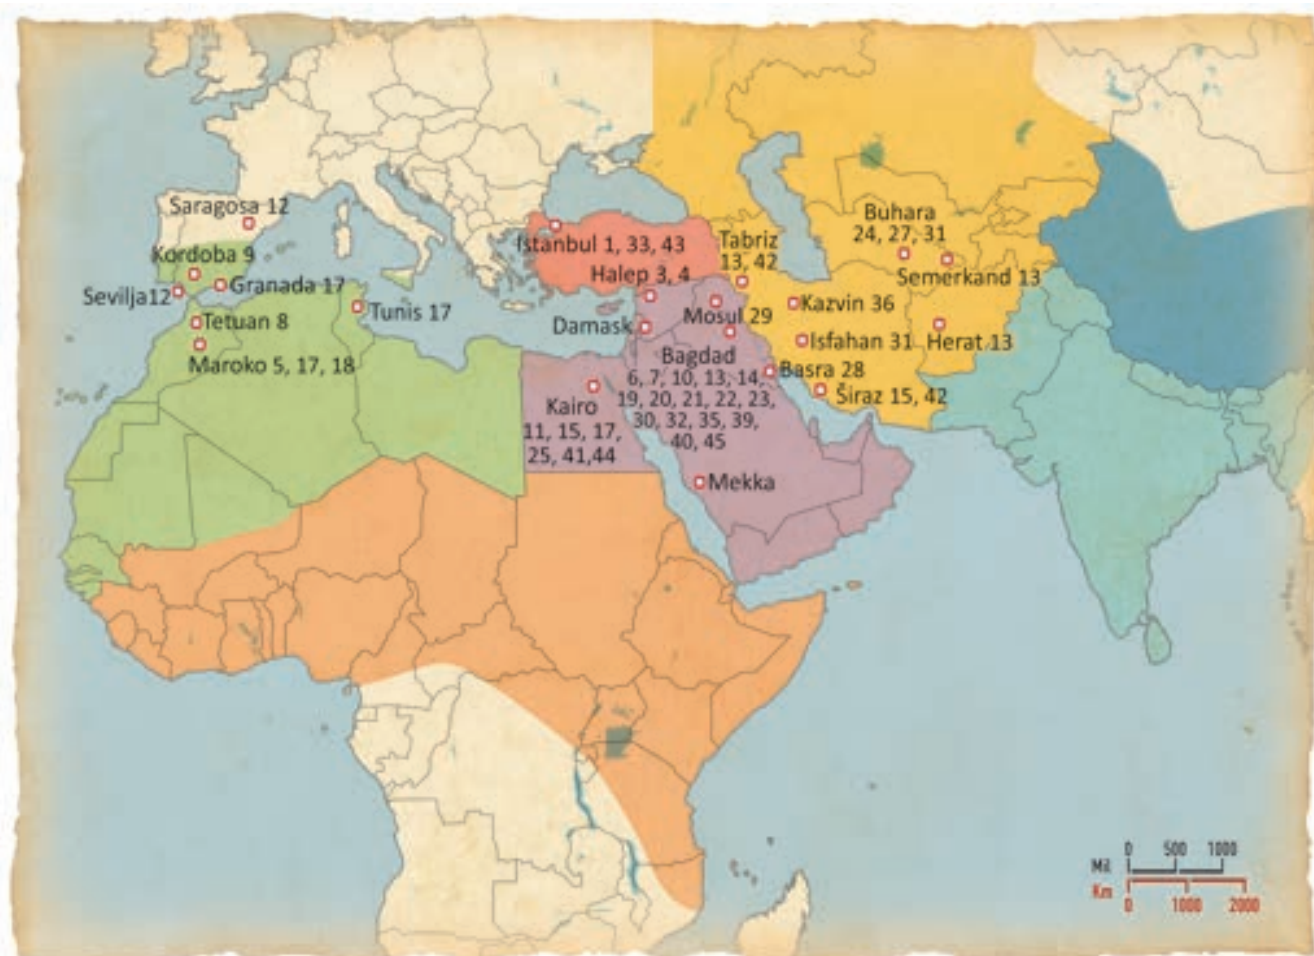 Saragosa 12
Kordoba 9
Sevilja12
Granada 17
Tetuan 8
Maroko 5, 17, 18
Tunis 17
Istanbul 1, 33, 43
Halep 3, 4
Damask
Mosul 29
Bagdad
6, 7, 10, 13, 14,
19, 20, 21, 22, 23,
30, 32, 35, 39,
40, 45
Kairo
11, 15, 17,
25, 41,44
Mekka
Tabriz
13, 42
Buhara
24, 27, 31
Semerkand 13
Kazvin 36
Isfahan 31
Herat 13
Basra 28
Širaz 15, 42
0 500 1000
Mil
Km
0 1000 2000